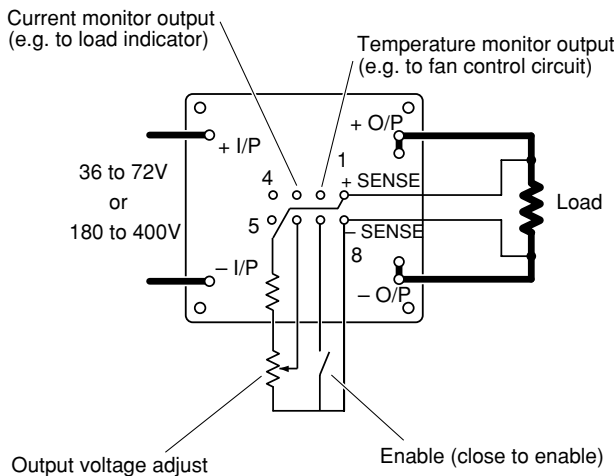 Current monitor output
(e.g. to load indicator)
Temperature monitor output
(e.g. to fan control circuit)
+ I/P
+ O/P
36 to 72V
or
180 to 400V
4
1
+ SENSE
5
– SENSE
8
Load
– I/P
– O/P
Output voltage adjust
Enable (close to enable)